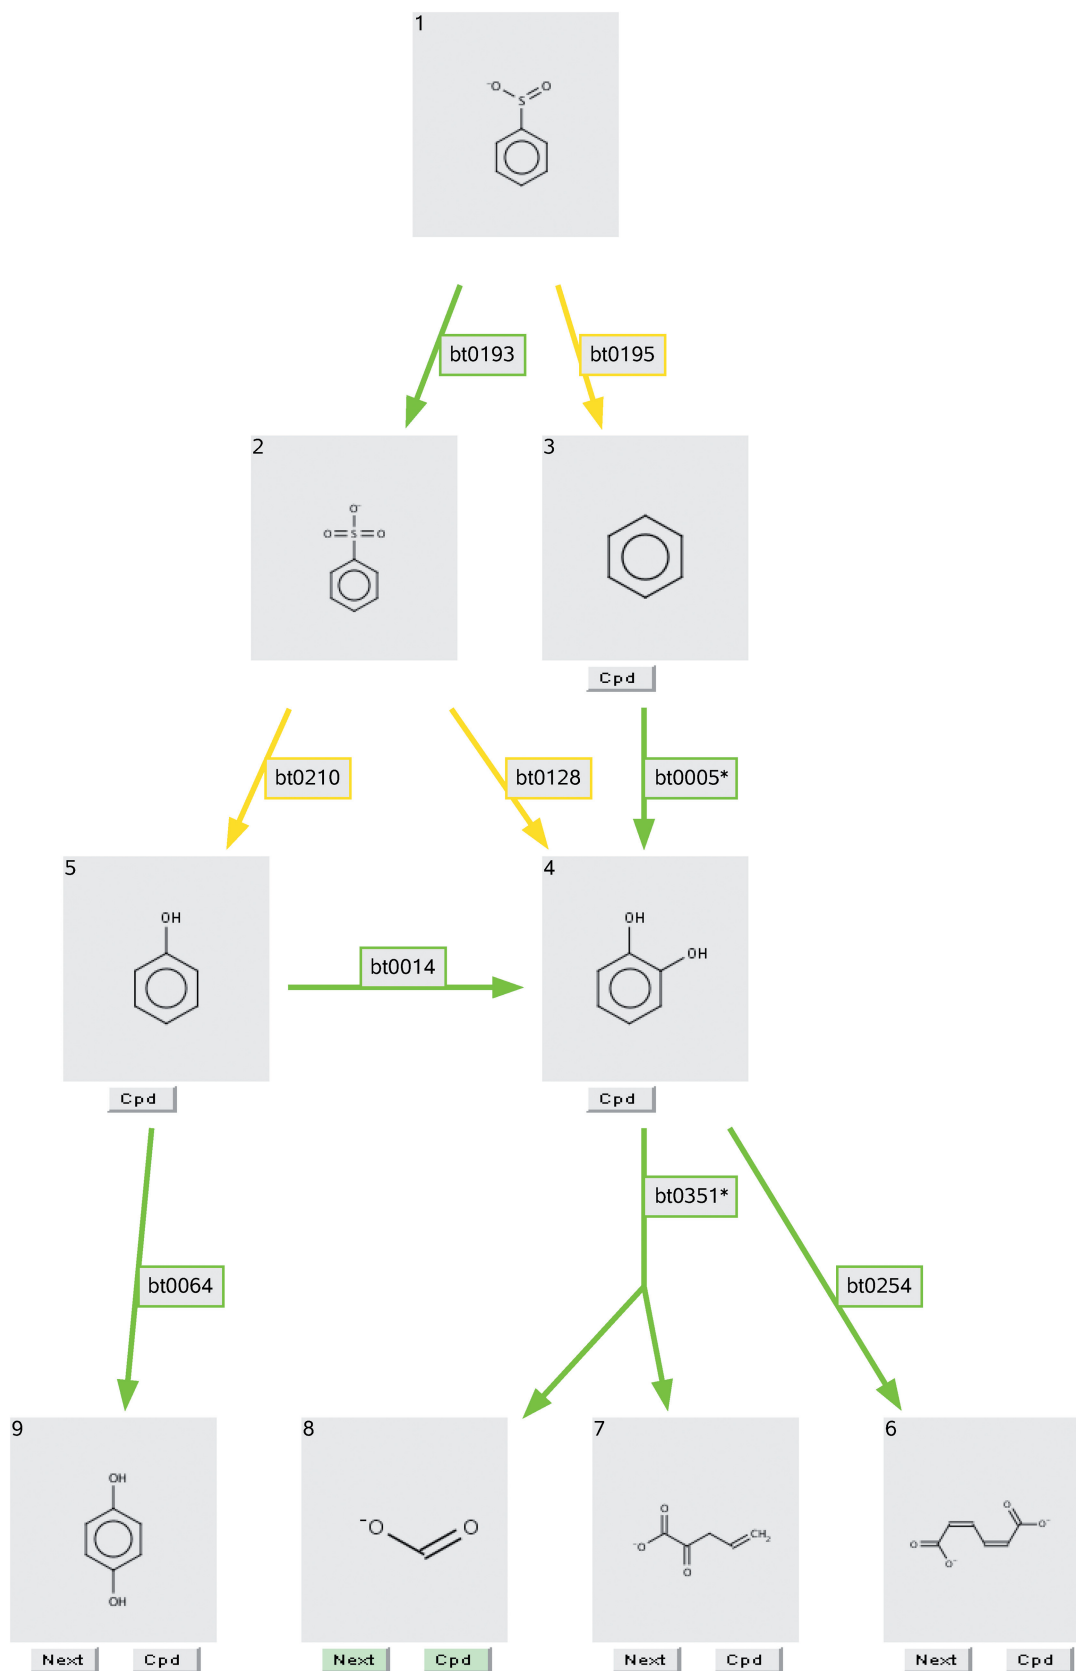 1
⁻O O
S
bt0193 bt0195
2 3
O⁻
O S O
Cpd
bt0210 bt0128 bt0005*
5 4
OH OH
OH
bt0014
Cpd Cpd
bt0351*
bt0064 bt0254
9 8 7 6
OH ⁻O O O O⁻ O
⁻O O CH₂ O O⁻
OH
Next Cpd Next Cpd Next Cpd Next Cpd